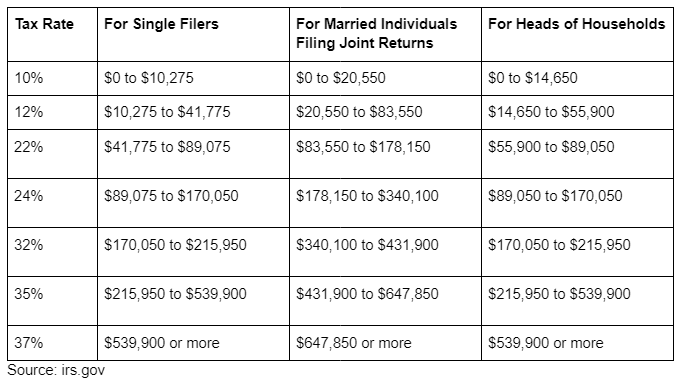 Tax Rate For Single Filers For Married Individuals Filing Joint Returns For Heads of Households
10% $0 to $10,275 $0 to $20,550 $0 to $14,650
12% $10,275 to $41,775 $20,550 to $83,550 $14,650 to $55,900
22% $41,775 to $89,075 $83,550 to $178,150 $55,900 to $89,050
24% $89,075 to $170,050 $178,150 to $340,100 $89,050 to $170,050
32% $170,050 to $215,950 $340,100 to $431,900 $170,050 to $215,950
35% $215,950 to $539,900 $431,900 to $647,850 $215,950 to $539,900
37% $539,900 or more $647,850 or more $539,900 or more
Source: irs.gov